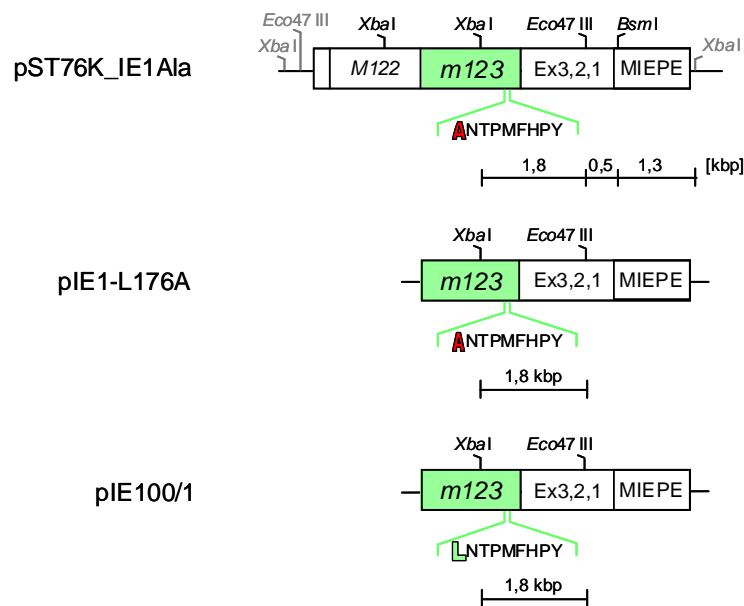 Eco47 III
XbaI XbaI XbaI Eco47 III BsmI XbaI
pST76K_IE1Ala M122 m123 Ex3,2,1 MIEPE
ANTPMFHPY
1,8 0,5 1,3 [kbp]
XbaI Eco47 III
pIE1-L176A m123 Ex3,2,1 MIEPE
ANTPMFHPY
1,8 kbp
XbaI Eco47 III
pIE100/1 m123 Ex3,2,1 MIEPE
LNTPMFHPY
1,8 kbp